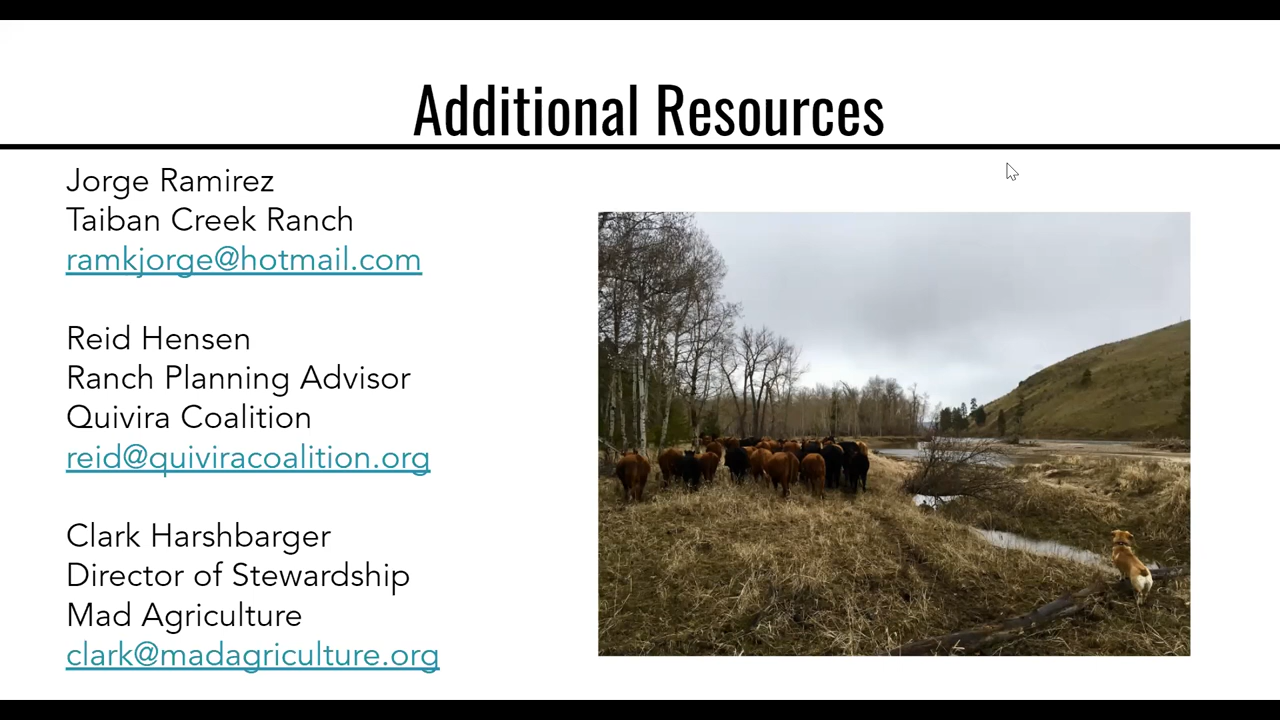 Additional Resources
Jorge Ramirez
Taiban Creek Ranch
ramkjorge@hotmail.com
Reid Hensen
Ranch Planning Advisor
Quivira Coalition
reid@quiviracoalition.org
Clark Harshbarger
Director of Stewardship
Mad Agriculture
clark@madagriculture.org